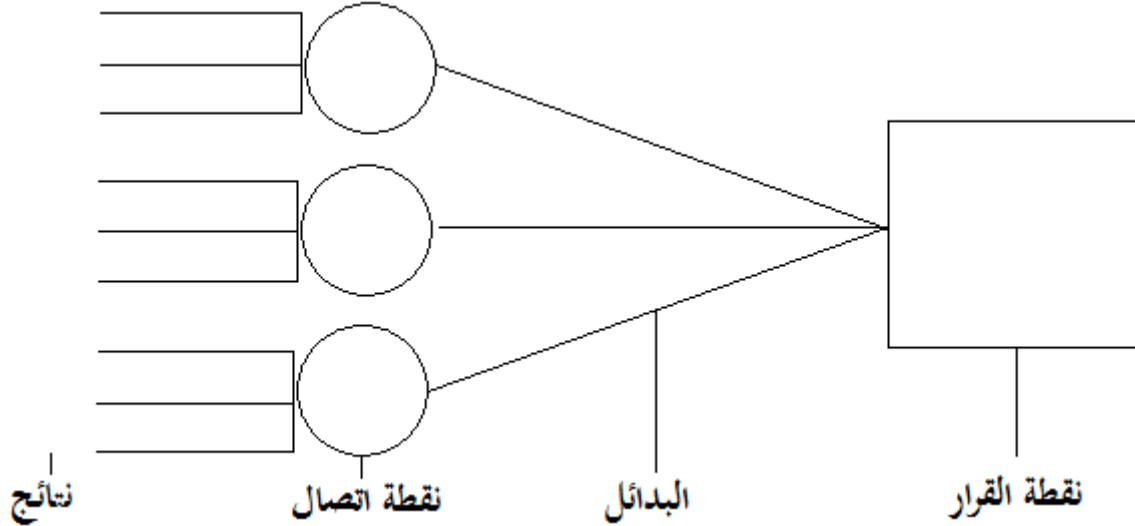 نقطة القرار
البدائل
نقطة اتصال
نتائج